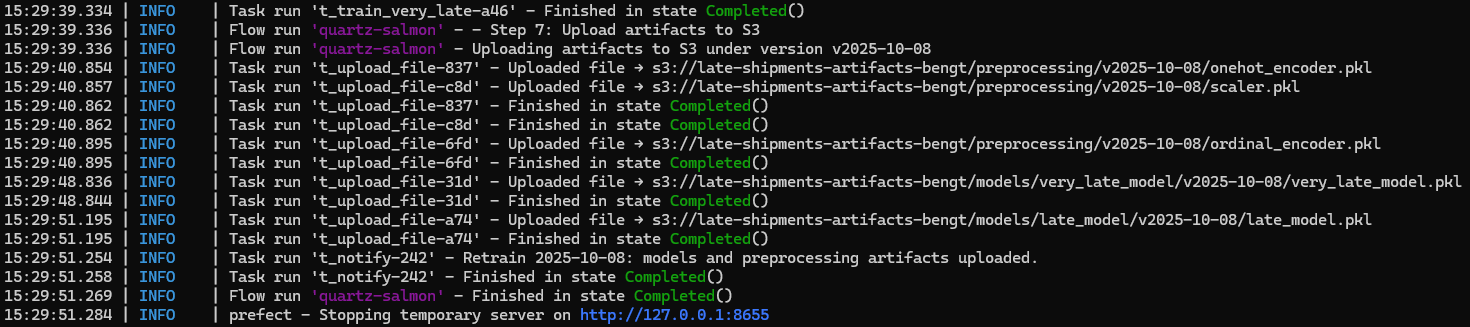 15:29:39.334 | INFO    | Task run 't_train_very_late-a46' - Finished in state Completed()
15:29:39.336 | INFO    | Flow run 'quartz-salmon' - - Step 7: Upload artifacts to S3
15:29:39.336 | INFO    | Flow run 'quartz-salmon' - Uploading artifacts to S3 under version v2025-10-08
15:29:40.854 | INFO    | Task run 't_upload_file-837' - Uploaded file → s3://late-shipments-artifacts-bengt/preprocessing/v2025-10-08/onehot_encoder.pkl
15:29:40.857 | INFO    | Task run 't_upload_file-c8d' - Uploaded file → s3://late-shipments-artifacts-bengt/preprocessing/v2025-10-08/scaler.pkl
15:29:40.862 | INFO    | Task run 't_upload_file-837' - Finished in state Completed()
15:29:40.862 | INFO    | Task run 't_upload_file-c8d' - Finished in state Completed()
15:29:40.895 | INFO    | Task run 't_upload_file-6fd' - Uploaded file → s3://late-shipments-artifacts-bengt/preprocessing/v2025-10-08/ordinal_encoder.pkl
15:29:40.895 | INFO    | Task run 't_upload_file-6fd' - Finished in state Completed()
15:29:48.836 | INFO    | Task run 't_upload_file-31d' - Uploaded file → s3://late-shipments-artifacts-bengt/models/very_late_model/v2025-10-08/very_late_model.pkl
15:29:48.844 | INFO    | Task run 't_upload_file-31d' - Finished in state Completed()
15:29:51.195 | INFO    | Task run 't_upload_file-a74' - Uploaded file → s3://late-shipments-artifacts-bengt/models/late_model/v2025-10-08/late_model.pkl
15:29:51.195 | INFO    | Task run 't_upload_file-a74' - Finished in state Completed()
15:29:51.254 | INFO    | Task run 't_notify-242' - Retrain 2025-10-08: models and preprocessing artifacts uploaded.
15:29:51.258 | INFO    | Task run 't_notify-242' - Finished in state Completed()
15:29:51.269 | INFO    | Flow run 'quartz-salmon' - Finished in state Completed()
15:29:51.284 | INFO    | prefect - Stopping temporary server on http://127.0.0.1:8655